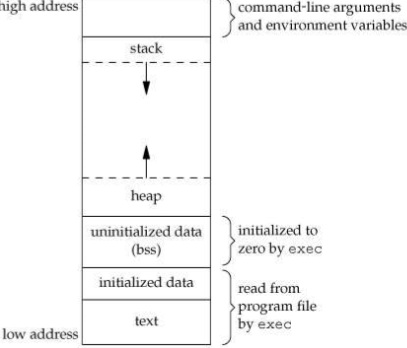 high address
command-line arguments
and environment variables
stack
heap
uninitialized data
(bss)
initialized to
zero by exec
initialized data
read from
program file
by exec
text
low address